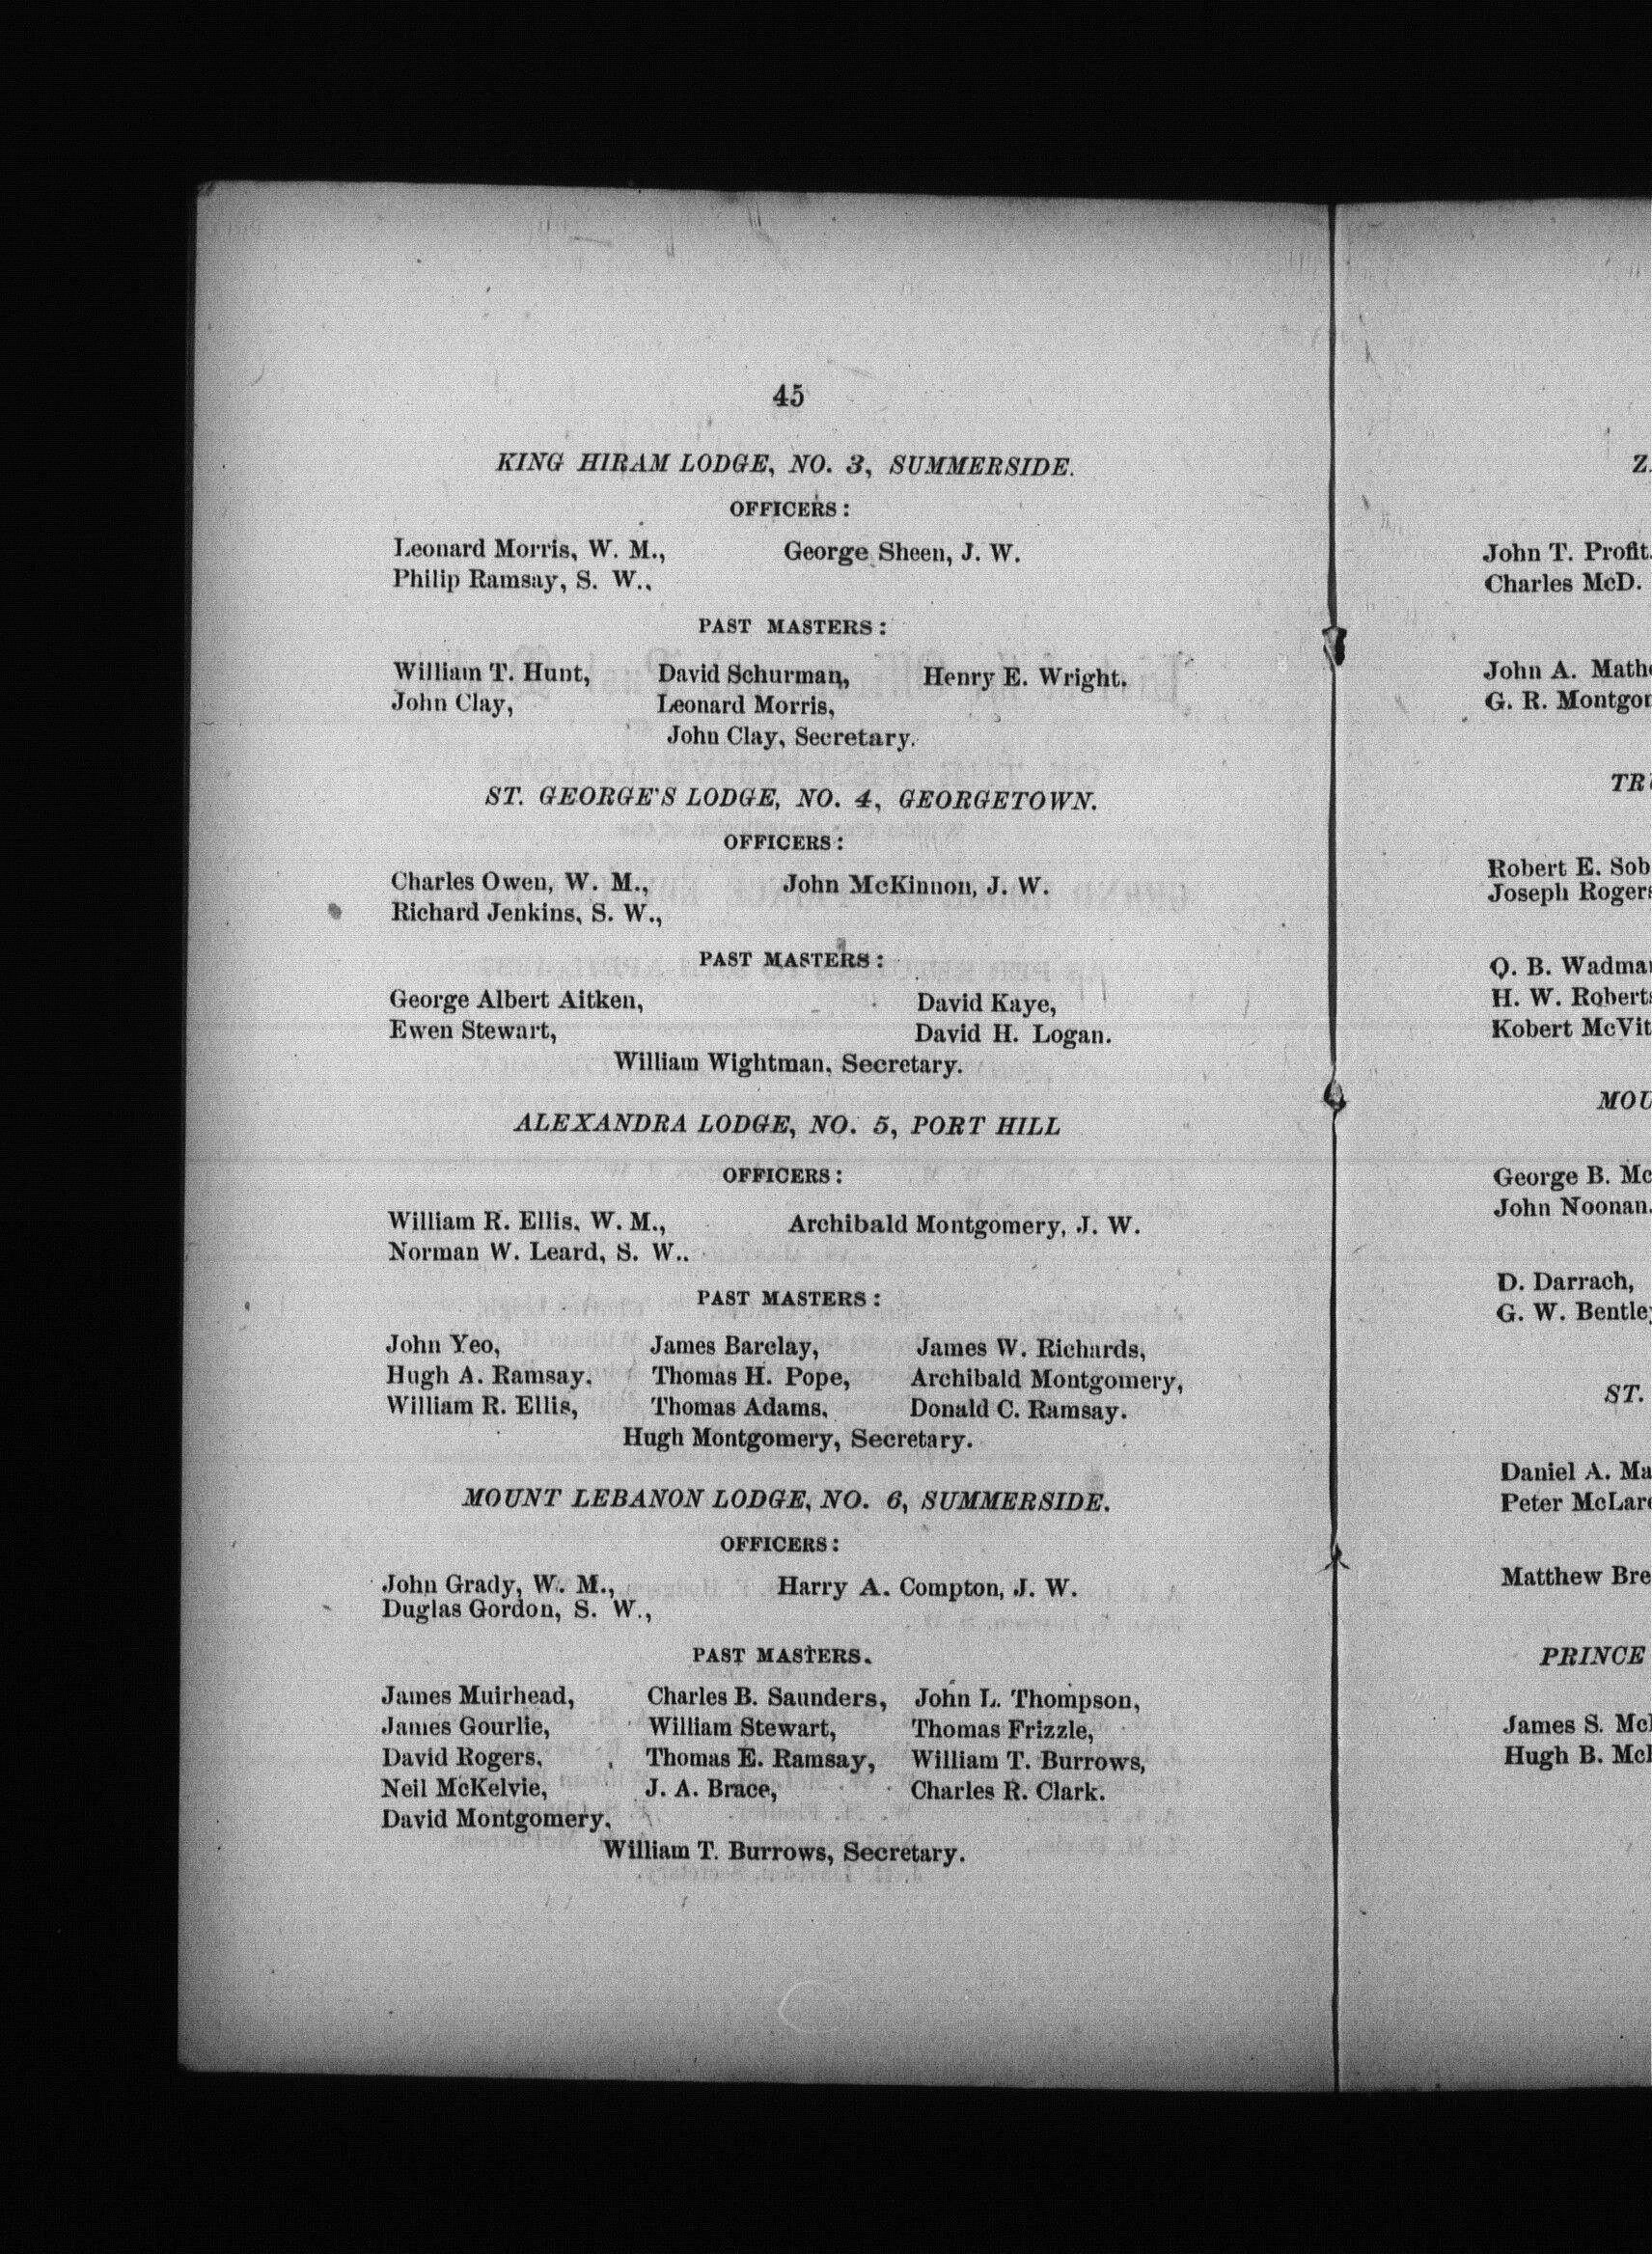 45
KING HIRAM LODGE, NO. 3, SUMMERSIDE.
OFFICERS:
Leonard Morris, W. M., George Sheen, J. W.
Philip Ramsay, S. W.,
PAST MASTERS:
William T. Hunt, David Schurman, Henry E. Wright.
John Clay, Leonard Morris,
John Clay, Secretary.
ST. GEORGE'S LODGE, NO. 4, GEORGETOWN.
OFFICERS:
Charles Owen, W. M., John McKinnon, J. W.
Richard Jenkins, S. W.,
PAST MASTERS:
George Albert Aitken, David Kaye,
Ewen Stewart, David H. Logan.
William Wightman, Secretary.
ALEXANDRA LODGE, NO. 5, PORT HILL
OFFICERS:
William R. Ellis, W. M., Archibald Montgomery, J. W.
Norman W. Leard, S. W..
PAST MASTERS:
John Yeo, James Barclay, James W. Richards,
Hugh A. Ramsay, Thomas H. Pope, Archibald Montgomery,
William R. Ellis, Thomas Adams, Donald C. Ramsay.
Hugh Montgomery, Secretary.
MOUNT LEBANON LODGE, NO. 6, SUMMERSIDE.
OFFICERS:
John Grady, W. M., Harry A. Compton, J. W.
Duglas Gordon, S. W.,
PAST MASTERS.
James Muirhead, Charles B. Saunders, John L. Thompson,
James Gourlie, William Stewart, Thomas Frizzle,
David Rogers, Thomas E. Ramsay, William T. Burrows,
Neil McKelvie, J. A. Brace, Charles R. Clark.
David Montgomery,
William T. Burrows, Secretary.
Z.
John T. Profit.
Charles McD.
John A. Mathe
G. R. Montgom
TRU
Robert E. Sob
Joseph Rogers
O. B. Wadma
H. W. Roberts
Kobert McVit
MOU
George B. Mc
John Noonan.
D. Darrach,
G. W. Bentle
ST.
Daniel A. Ma
Peter McLare
Matthew Bre
PRINCE
James S. Mc
Hugh B. Mc